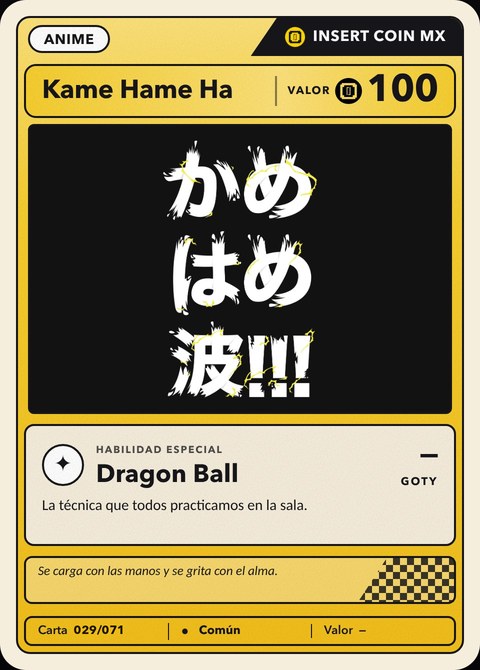 ANIME
INSERT COIN MX
Kame Hame Ha
VALOR 100
かめ
はめ
波!!!
HABILIDAD ESPECIAL
Dragon Ball
–
GOTY
La técnica que todos practicamos en la sala.
Se carga con las manos y se grita con el alma.
Carta 029/071 • Común Valor –